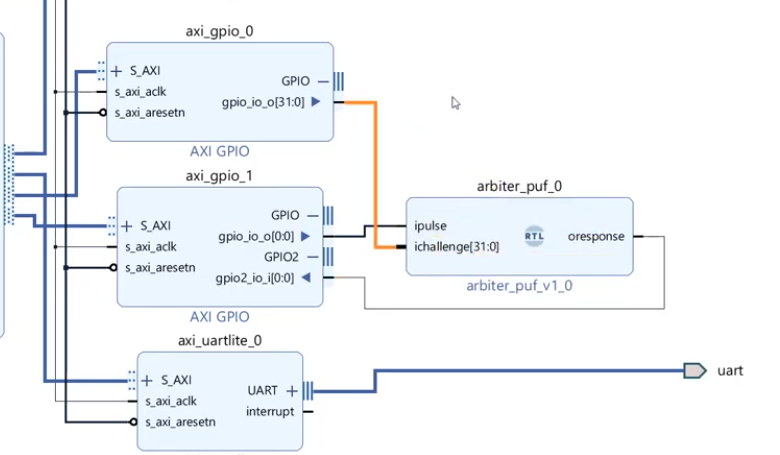 axi_gpio_0
S_AXI
s_axi_aclk
s_axi_aresetn
GPIO
gpio_io_o[31:0]
AXI GPIO
axi_gpio_1
S_AXI
s_axi_aclk
s_axi_aresetn
GPIO
gpio_io_o[0:0]
GPIO2
gpio2_io_i[0:0]
AXI GPIO
arbiter_puf_0
ipulse
ichallenge[31:0]
RTL
oresponse
arbiter_puf_v1_0
axi_uartlite_0
S_AXI
s_axi_aclk
s_axi_aresetn
UART
interrupt
uart